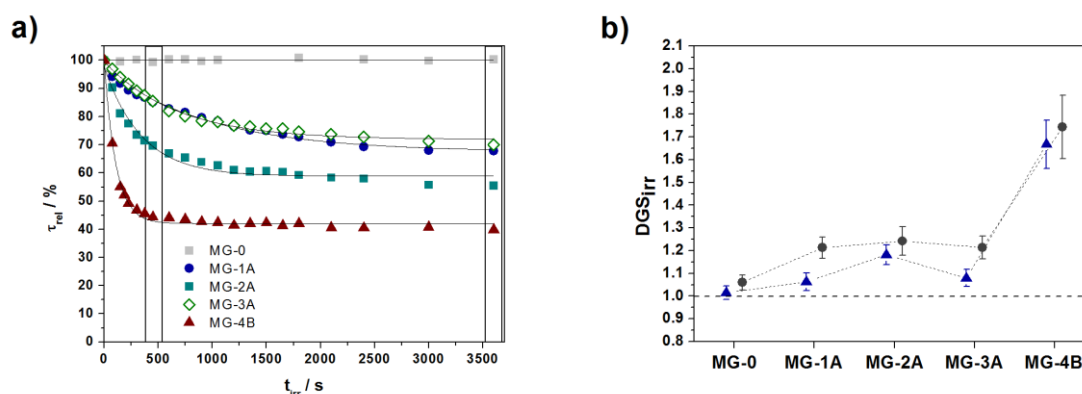 a)
τrel / %
100
90
80
70
60
50
40
30
20
10
0
MG-0
MG-1A
MG-2A
MG-3A
MG-4B
0 500 1000 1500 2000 2500 3000 3500
tirr / s
b)
DGSirr
2.1
2.0
1.9
1.8
1.7
1.6
1.5
1.4
1.3
1.2
1.1
1.0
0.9
0.8
MG-0 MG-1A MG-2A MG-3A MG-4B